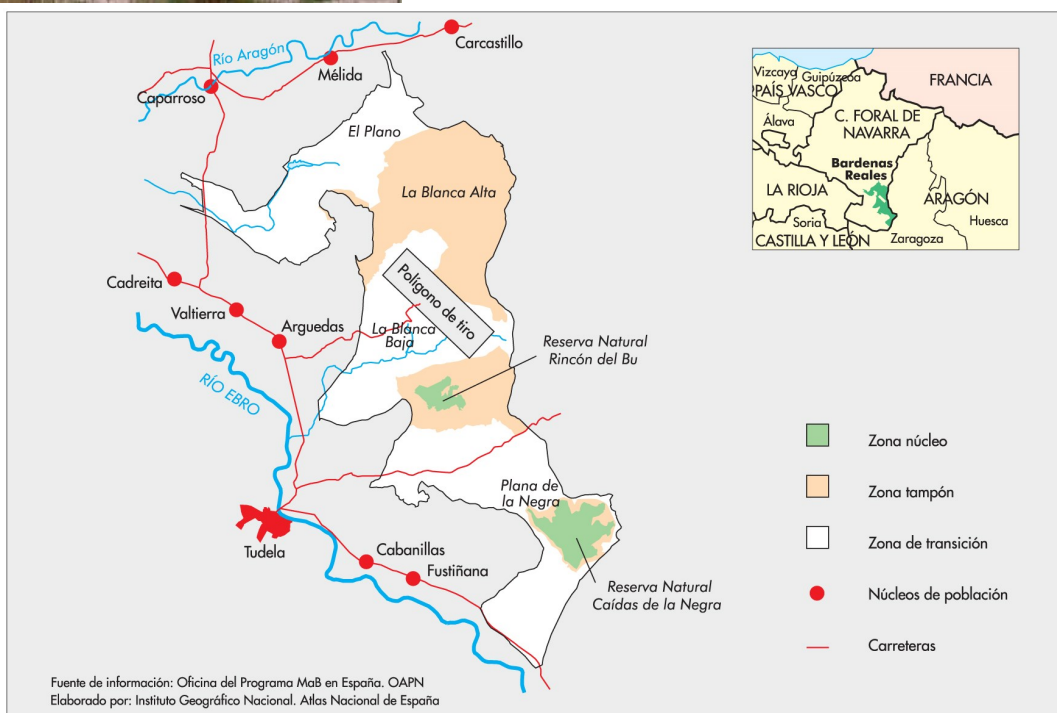 Carcastillo
Río Aragón
Mélida
Caparroso
El Plano
La Blanca Alta
Cadreita
Valtierra
Arguedas
Polígono de tiro
La Blanca
Baja
Reserva Natural
Rincón del Bu
RÍO EBRO
Plana de
la Negra
Tudela
Cabanillas
Fustiñana
Reserva Natural
Caídas de la Negra
Vizcaya
Guipúzcoa
PAÍS VASCO
FRANCIA
Álava
C. FORAL DE
NAVARRA
Bardenas
Reales
LA RIOJA
ARAGÓN
Soria
Huesca
CASTILLA Y LEÓN
Zaragoza
Zona núcleo
Zona tampón
Zona de transición
Núcleos de población
Carreteras
Fuente de información: Oficina del Programa MaB en España. OAPN
Elaborado por: Instituto Geográfico Nacional. Atlas Nacional de España